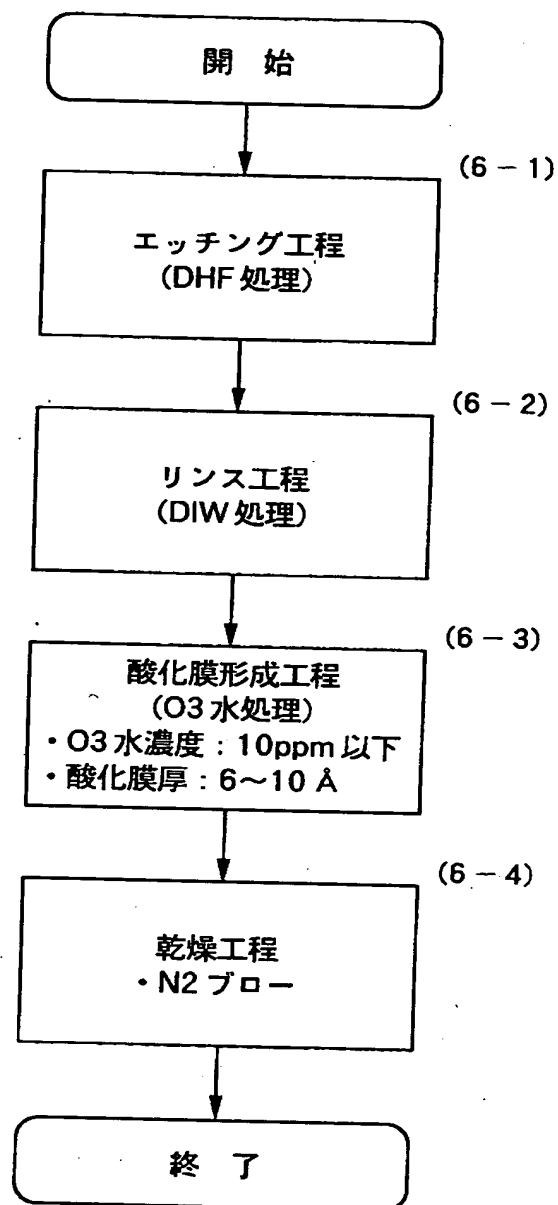 開 始
(6-1)
エッチング工程
(DHF 処理)
(6-2)
リンス工程
(DIW 処理)
(6-3)
酸化膜形成工程
(O3 水処理)
・O3 水濃度：10ppm 以下
・酸化膜厚：6〜10 Å
(6-4)
乾燥工程
・N2 ブロー
終 了